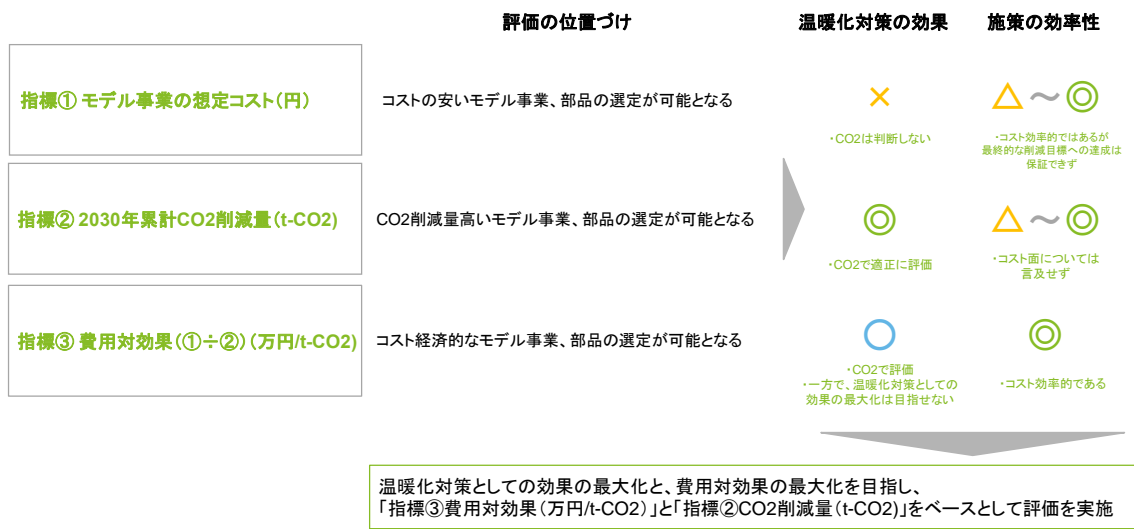 評価の位置づけ
温暖化対策の効果
施策の効率性
指標① モデル事業の想定コスト(円)
コストの安いモデル事業、部品の選定が可能となる
×
△～◎
・CO2は判断しない
・コスト効率的ではあるが
最終的な削減目標への達成は
保証できず
指標② 2030年累計CO2削減量(t-CO2)
CO2削減量高いモデル事業、部品の選定が可能となる
◎
△～◎
・CO2で適正に評価
・コスト面については
言及せず
指標③ 費用対効果(①÷②)(万円/t-CO2)
コスト経済的なモデル事業、部品の選定が可能となる
○
◎
・CO2で評価
・一方で、温暖化対策としての
効果の最大化は目指せない
・コスト効率的である
温暖化対策としての効果の最大化と、費用対効果の最大化を目指し、
「指標③費用対効果(万円/t-CO2)」と「指標②CO2削減量(t-CO2)」をベースとして評価を実施